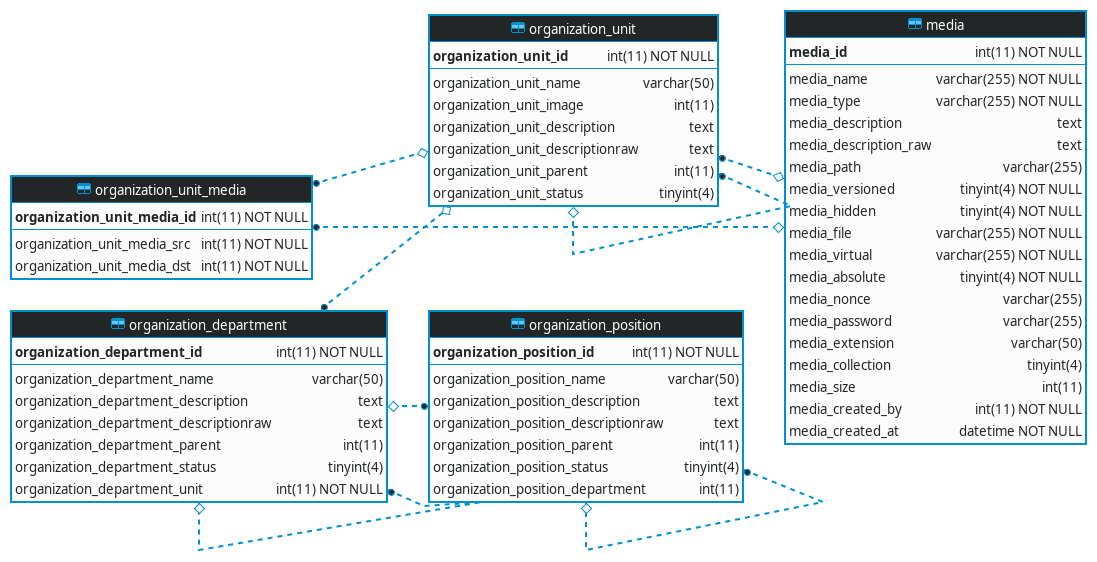 organization_unit
organization_unit_id int(11) NOT NULL
organization_unit_name varchar(50)
organization_unit_image int(11)
organization_unit_description text
organization_unit_descriptionraw text
organization_unit_parent int(11)
organization_unit_status tinyint(4)
media
media_id int(11) NOT NULL
media_name varchar(255) NOT NULL
media_type varchar(255) NOT NULL
media_description text
media_description_raw text
media_path varchar(255)
media_versioned tinyint(4) NOT NULL
media_hidden tinyint(4) NOT NULL
media_file varchar(255) NOT NULL
media_virtual varchar(255) NOT NULL
media_absolute tinyint(4) NOT NULL
media_nonce varchar(255)
media_password varchar(255)
media_extension varchar(50)
media_collection tinyint(4)
media_size int(11)
media_created_by int(11) NOT NULL
media_created_at datetime NOT NULL
organization_unit_media
organization_unit_media_id int(11) NOT NULL
organization_unit_media_src int(11) NOT NULL
organization_unit_media_dst int(11) NOT NULL
organization_department
organization_department_id int(11) NOT NULL
organization_department_name varchar(50)
organization_department_description text
organization_department_descriptionraw text
organization_department_parent int(11)
organization_department_status tinyint(4)
organization_department_unit int(11) NOT NULL
organization_position
organization_position_id int(11) NOT NULL
organization_position_name varchar(50)
organization_position_description text
organization_position_descriptionraw text
organization_position_parent int(11)
organization_position_status tinyint(4)
organization_position_department int(11)